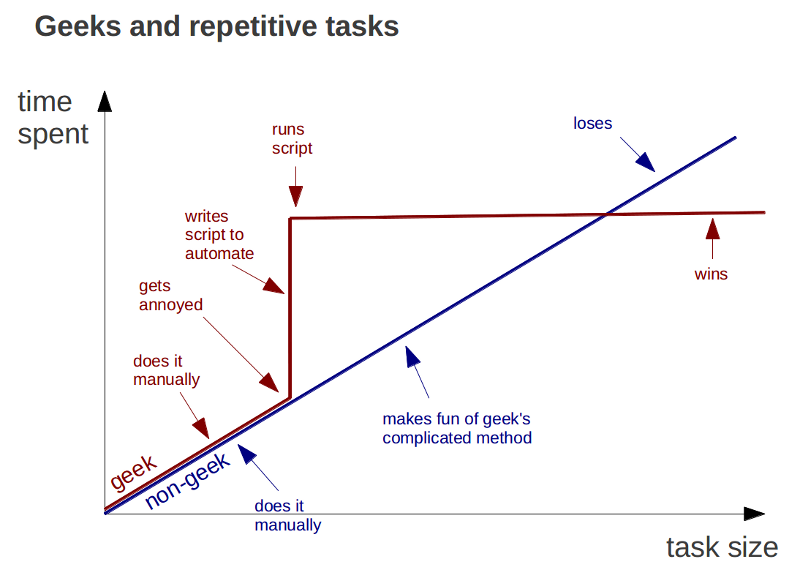 Geeks and repetitive tasks
time
spent
runs
script
loses
writes
script to
automate
gets
annoyed
wins
does it
manually
makes fun of geek's
complicated method
geek
non-geek
does it
manually
task size